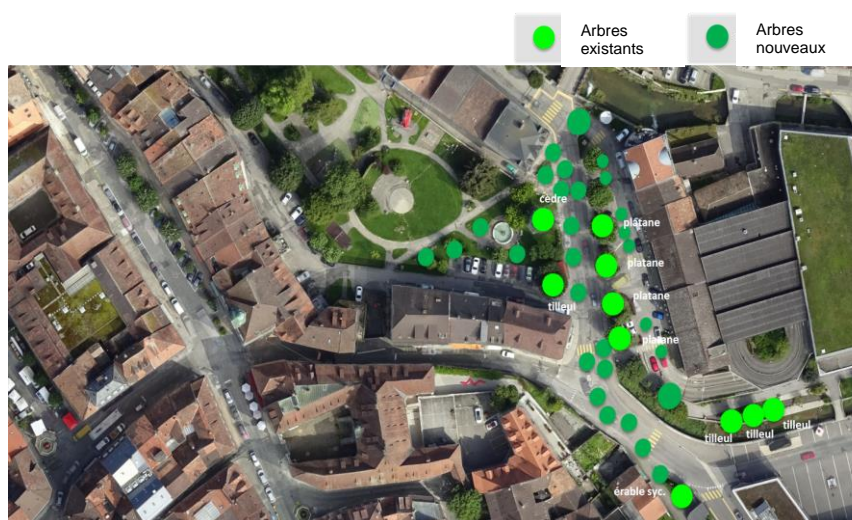 Arbres
existants
Arbres
nouveaux
cèdre
platane
platane
tilleul
platane
platane
tilleul
tilleul
tilleul
érable syc.